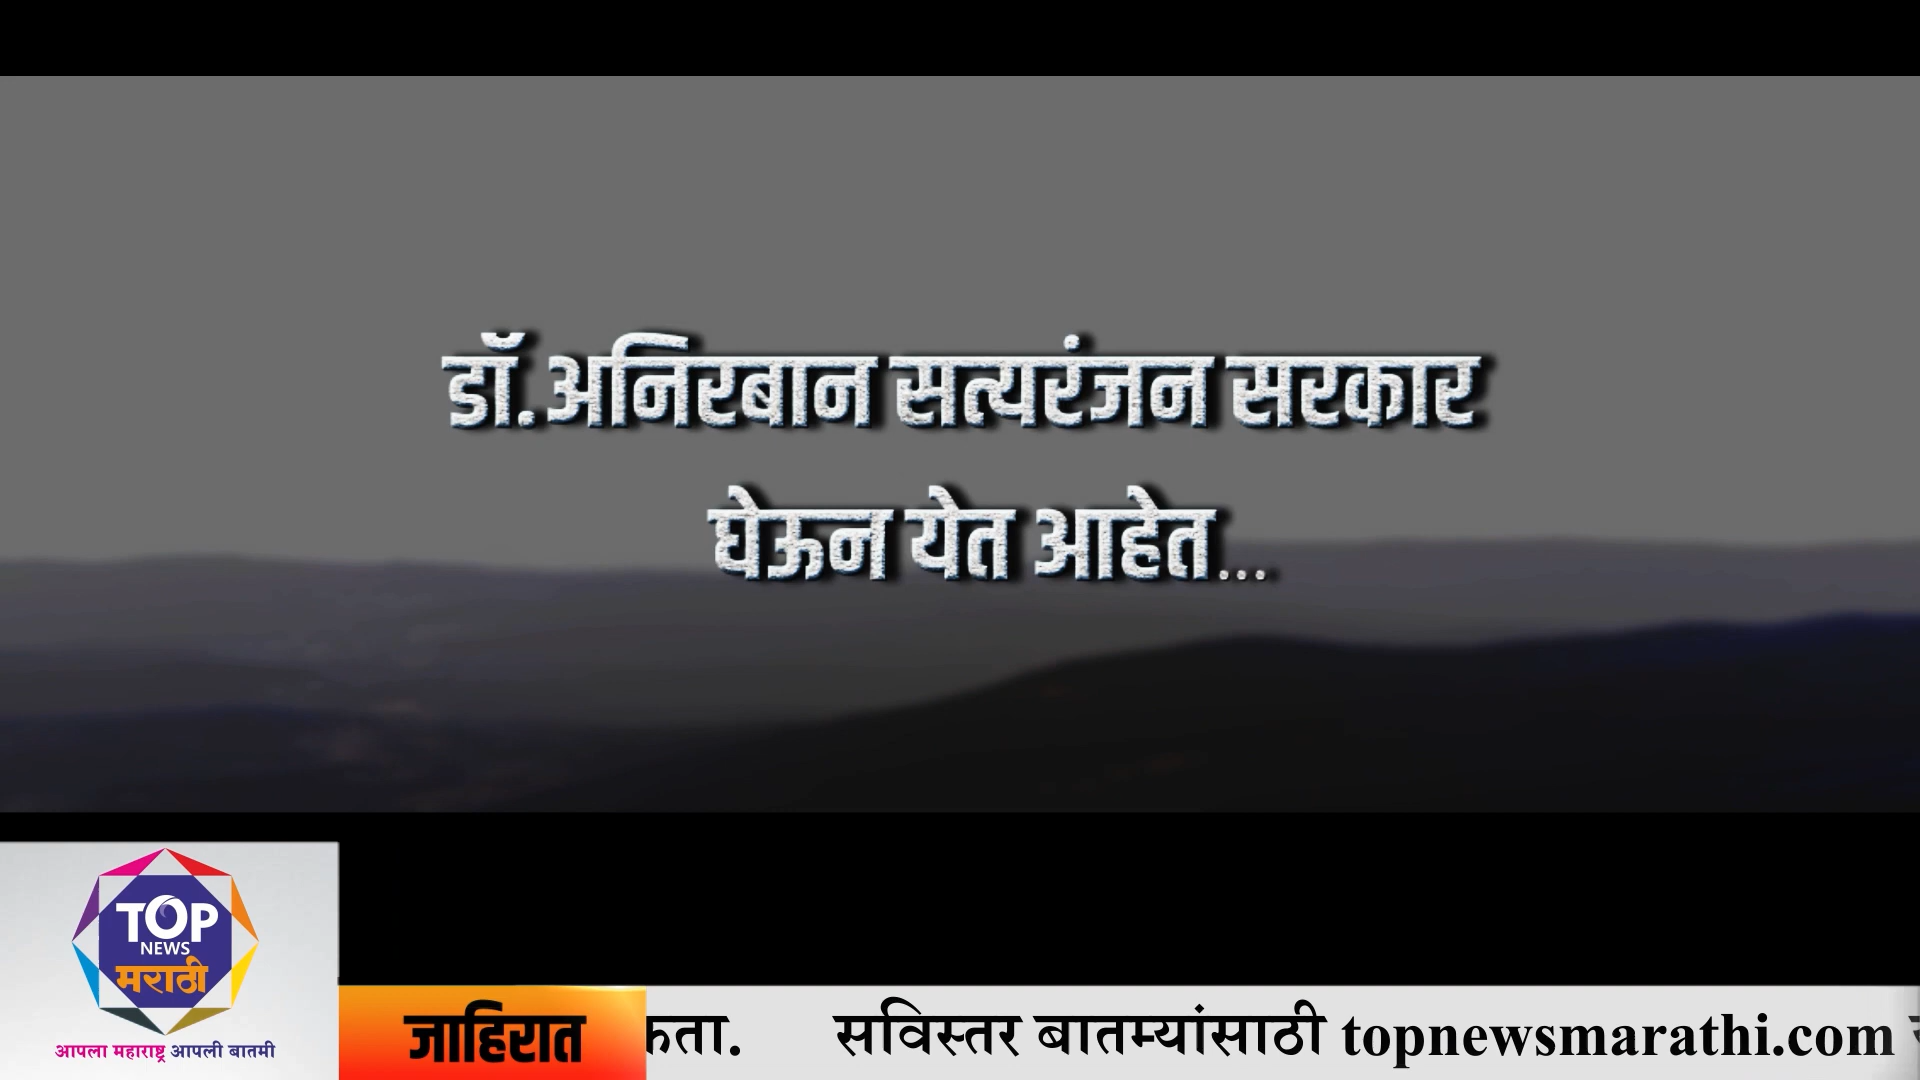 डॉ.अनिरबान सत्यरंजन सरकार
घेऊन येत आहेत...
TOP
NEWS
मराठी
आपला महाराष्ट्र आपली बातमी
जाहिरात
सविस्तर बातम्यांसाठी topnewsmarathi.com